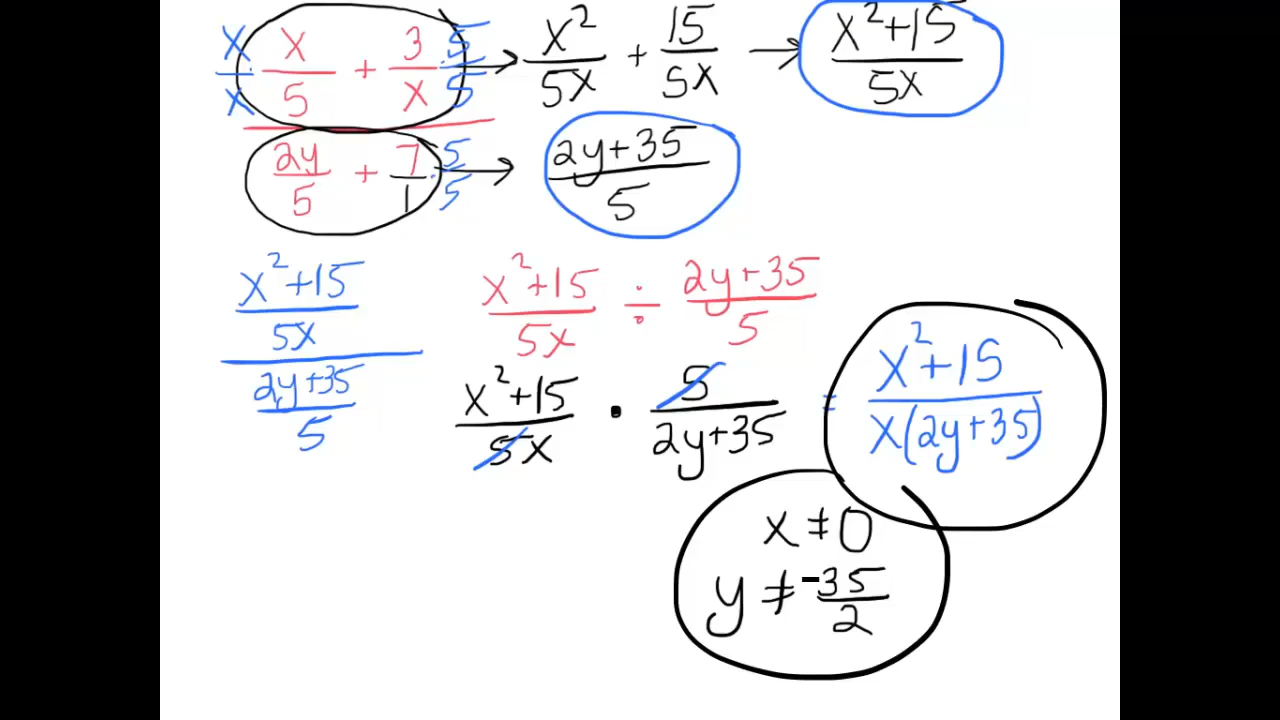 x/x · x/5 + 3/x · 5/5 → x²/5x + 15/5x → x²+15/5x
2y/5 + 7/1 · 5/5 → 2y+35/5
x²+15/5x / 2y+35/5
x²+15/5x ÷ 2y+35/5
x²+15/5x · 5/2y+35 = x²+15/x(2y+35)
x ≠ 0
y ≠ -35/2